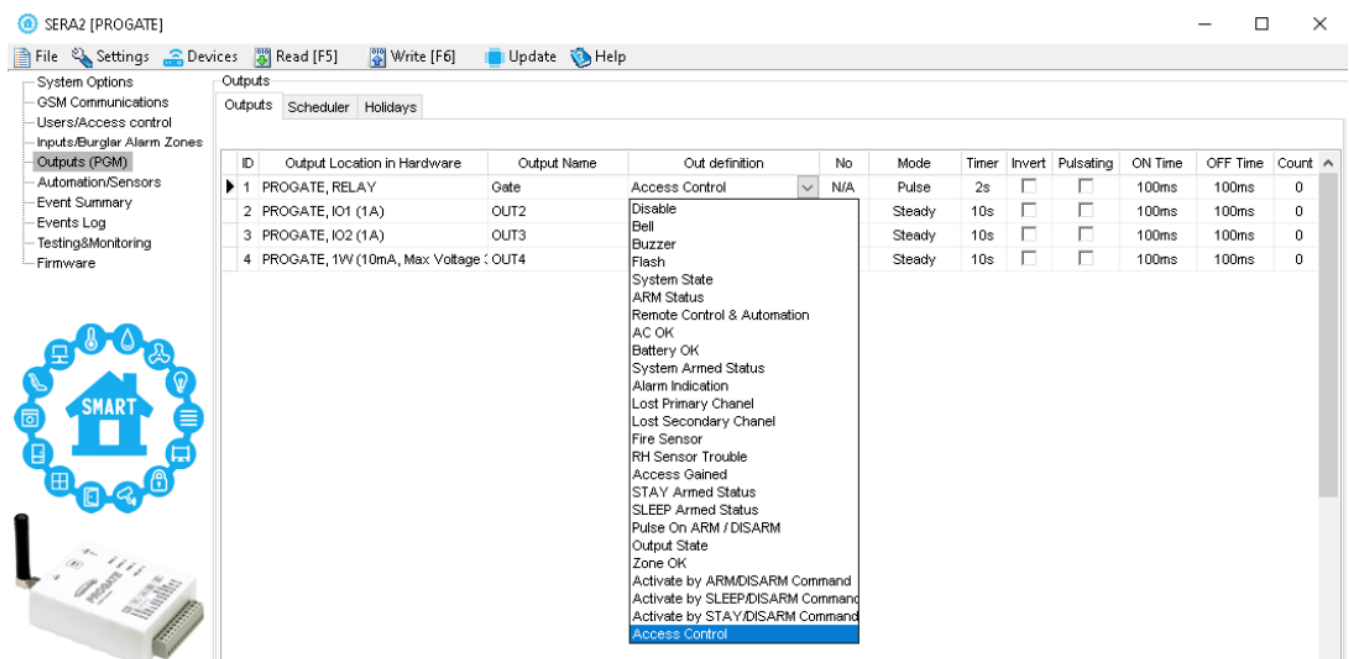 SERA2 [PROGATE]
File Settings Devices Read [F5] Write [F6] Update Help
System Options
GSM Communications
Users/Access control
Inputs/Burglar Alarm Zones
Outputs (PGM)
Automation/Sensors
Event Summary
Events Log
Testing&Monitoring
Firmware
Outputs
Outputs Scheduler Holidays
ID Output Location in Hardware Output Name Out definition No Mode Timer Invert Pulsating ON Time OFF Time Count
1 PROGATE, RELAY Gate Access Control N/A Pulse 2s 100ms 100ms 0
2 PROGATE, IO1 (1A) OUT2 Steady 10s 100ms 100ms 0
3 PROGATE, IO2 (1A) OUT3 Steady 10s 100ms 100ms 0
4 PROGATE, 1W (10mA, Max Voltage OUT4 Steady 10s 100ms 100ms 0
Disable
Bell
Buzzer
Flash
System State
ARM Status
Remote Control & Automation
AC OK
Battery OK
System Armed Status
Alarm Indication
Lost Primary Chanel
Lost Secondary Chanel
Fire Sensor
RH Sensor Trouble
Access Gained
STAY Armed Status
SLEEP Armed Status
Pulse On ARM / DISARM
Output State
Zone OK
Activate by ARM/DISARM Command
Activate by SLEEP/DISARM Command
Activate by STAY/DISARM Command
Access Control
SMART
PROGATE